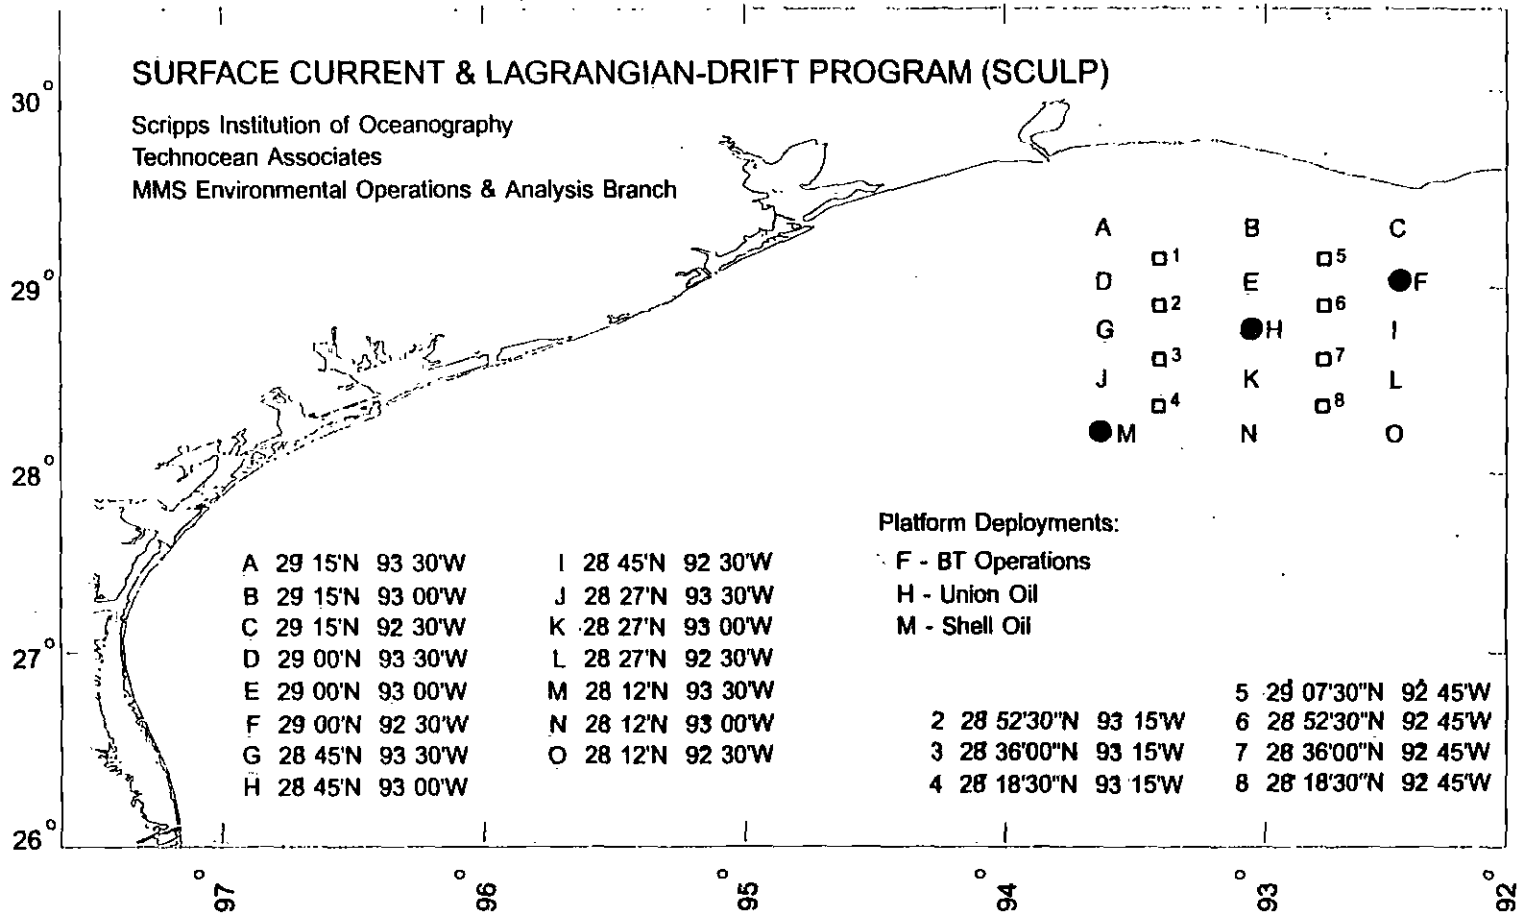 SURFACE CURRENT & LAGRANGIAN-DRIFT PROGRAM (SCULP)
Scripps Institution of Oceanography
Technocean Associates
MMS Environmental Operations & Analysis Branch
30°
29°
28°
27°
26°
A B C
1 5
D E F
2 6
G H I
3 7
J K L
4 8
M N O
Platform Deployments:
F - BT Operations
H - Union Oil
M - Shell Oil
A 29 15'N 93 30'W
B 29 15'N 93 00'W
C 29 15'N 92 30'W
D 29 00'N 93 30'W
E 29 00'N 93 00'W
F 29 00'N 92 30'W
G 28 45'N 93 30'W
H 28 45'N 93 00'W
I 28 45'N 92 30'W
J 28 27'N 93 30'W
K 28 27'N 93 00'W
L 28 27'N 92 30'W
M 28 12'N 93 30'W
N 28 12'N 93 00'W
O 28 12'N 92 30'W
2 28 52'30"N 93 15'W
3 28 36'00"N 93 15'W
4 28 18'30"N 93 15'W
5 29 07'30"N 92 45'W
6 28 52'30"N 92 45'W
7 28 36'00"N 92 45'W
8 28 18'30"N 92 45'W
97° 96° 95° 94° 93° 92°